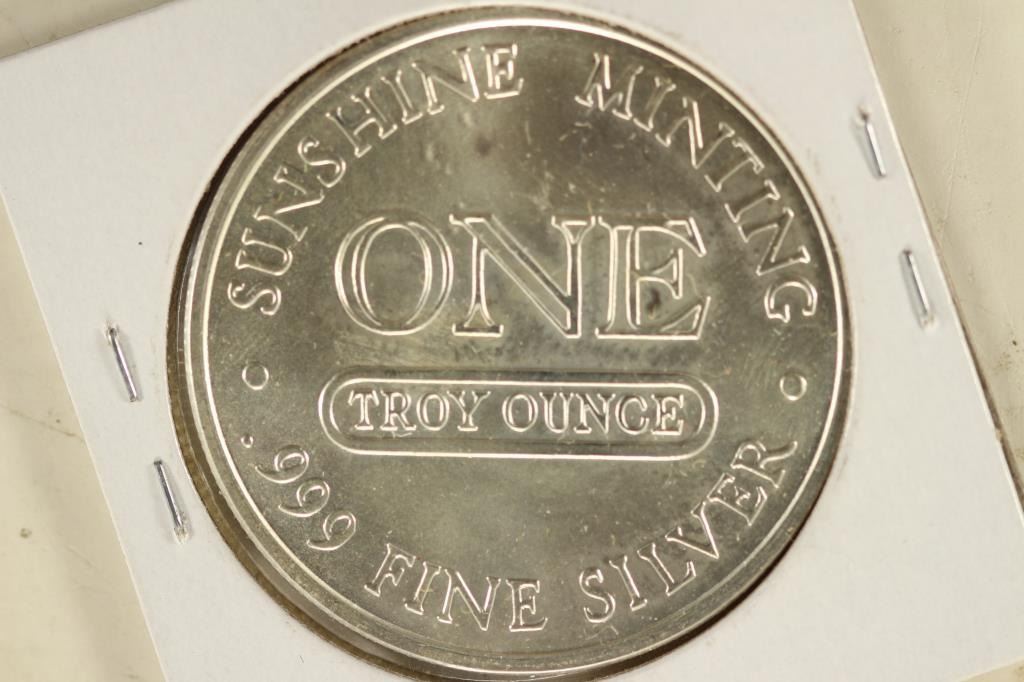 SUNSHINE MINTING
ONE
TROY OUNCE
.999 FINE SILVER